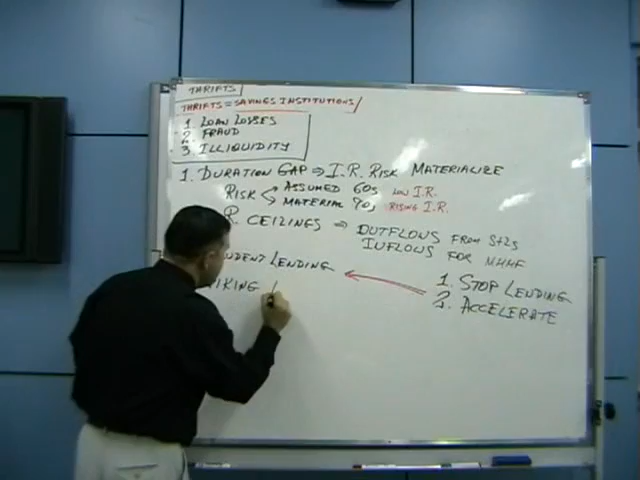 THRIFTS
THRIFTS = SAVINGS INSTITUTIONS
1 LOAN LOSSES
2 FRAUD
3 ILLIQUIDITY
1. DURATION GAP ⇒ I.R. RISK MATERIALIZE
RISK ASSUMED 60s LOW I.R.
MATERIAL 70s RISING I.R.
R. CEILINGS ⇒ OUTFLOWS FROM S+Ls
INFLOWS FOR MMMF
UDENT LENDING
1. STOP LENDING
2. ACCELERATE